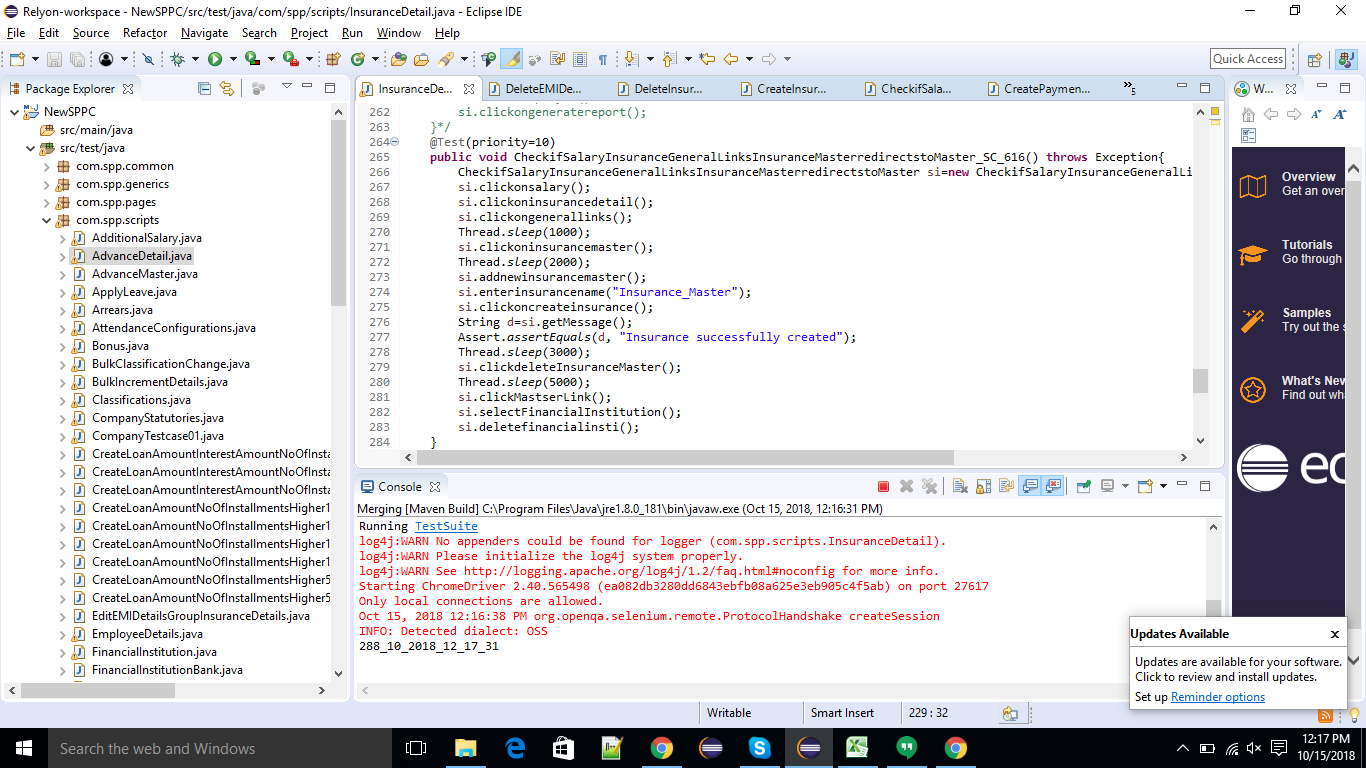 Relyon-workspace - NewSPPC/src/test/java/com/spp/scripts/InsuranceDetail.java - Eclipse IDE
File Edit Source Refactor Navigate Search Project Run Window Help
Quick Access
Package Explorer
NewSPPC
src/main/java
src/test/java
com.spp.common
com.spp.generics
com.spp.pages
com.spp.scripts
AdditionalSalary.java
AdvanceDetail.java
AdvanceMaster.java
ApplyLeave.java
Arrears.java
AttendanceConfigurations.java
Bonus.java
BulkClassificationChange.java
BulkIncrementDetails.java
Classifications.java
CompanyStatutories.java
CompanyTestcase01.java
CreateLoanAmountInterestAmountNoOfInsta
CreateLoanAmountInterestAmountNoOfInsta
CreateLoanAmountInterestAmountNoOfInsta
CreateLoanAmountNoOfInstallmentsHigher1
CreateLoanAmountNoOfInstallmentsHigher1
CreateLoanAmountNoOfInstallmentsHigher1
CreateLoanAmountNoOfInstallmentsHigher1
CreateLoanAmountNoOfInstallmentsHigher5
CreateLoanAmountNoOfInstallmentsHigher5
EditEMIDetailsGroupInsuranceDetails.java
EmployeeDetails.java
FinancialInstitution.java
FinancialInstitutionBank.java
InsuranceDe... DeleteEMIDe... DeleteInsur... CreateInsur... CheckifSala... CreatePaymen... »5
262 si.clickongeneratereport();
263 }*/
264 @Test(priority=10)
265 public void CheckifSalaryInsuranceGeneralLinksInsuranceMasterredirectstoMaster_SC_616() throws Exception{
266 CheckifSalaryInsuranceGeneralLinksInsuranceMasterredirectstoMaster si=new CheckifSalaryInsuranceGeneralLi
267 si.clickonsalary();
268 si.clickoninsurancedetail();
269 si.clickongenerallinks();
270 Thread.sleep(1000);
271 si.clickoninsurancemaster();
272 Thread.sleep(2000);
273 si.addnewinsurancemaster();
274 si.enterinsurancename("Insurance_Master");
275 si.clickoncreateinsurance();
276 String d=si.getMessage();
277 Assert.assertEquals(d, "Insurance successfully created");
278 Thread.sleep(3000);
279 si.clickdeleteInsuranceMaster();
280 Thread.sleep(5000);
281 si.clickMastserLink();
282 si.selectFinancialInstitution();
283 si.deletefinancialinsti();
284 }
Console
Merging [Maven Build] C:\Program Files\Java\jre1.8.0_181\bin\javaw.exe (Oct 15, 2018, 12:16:31 PM)
Running TestSuite
log4j:WARN No appenders could be found for logger (com.spp.scripts.InsuranceDetail).
log4j:WARN Please initialize the log4j system properly.
log4j:WARN See http://logging.apache.org/log4j/1.2/faq.html#noconfig for more info.
Starting ChromeDriver 2.40.565498 (ea082db3280dd6843ebfb08a625e3eb905c4f5ab) on port 27617
Only local connections are allowed.
Oct 15, 2018 12:16:38 PM org.openqa.selenium.remote.ProtocolHandshake createSession
INFO: Detected dialect: OSS
288_10_2018_12_17_31
W...
Overview
Get an over
Tutorials
Go through
Samples
Try out the s
What's New
Find out wh
ec
Updates Available
Updates are available for your software.
Click to review and install updates.
Set up Reminder options
Writable Smart Insert 229 : 32
Search the web and Windows
12:17 PM
10/15/2018